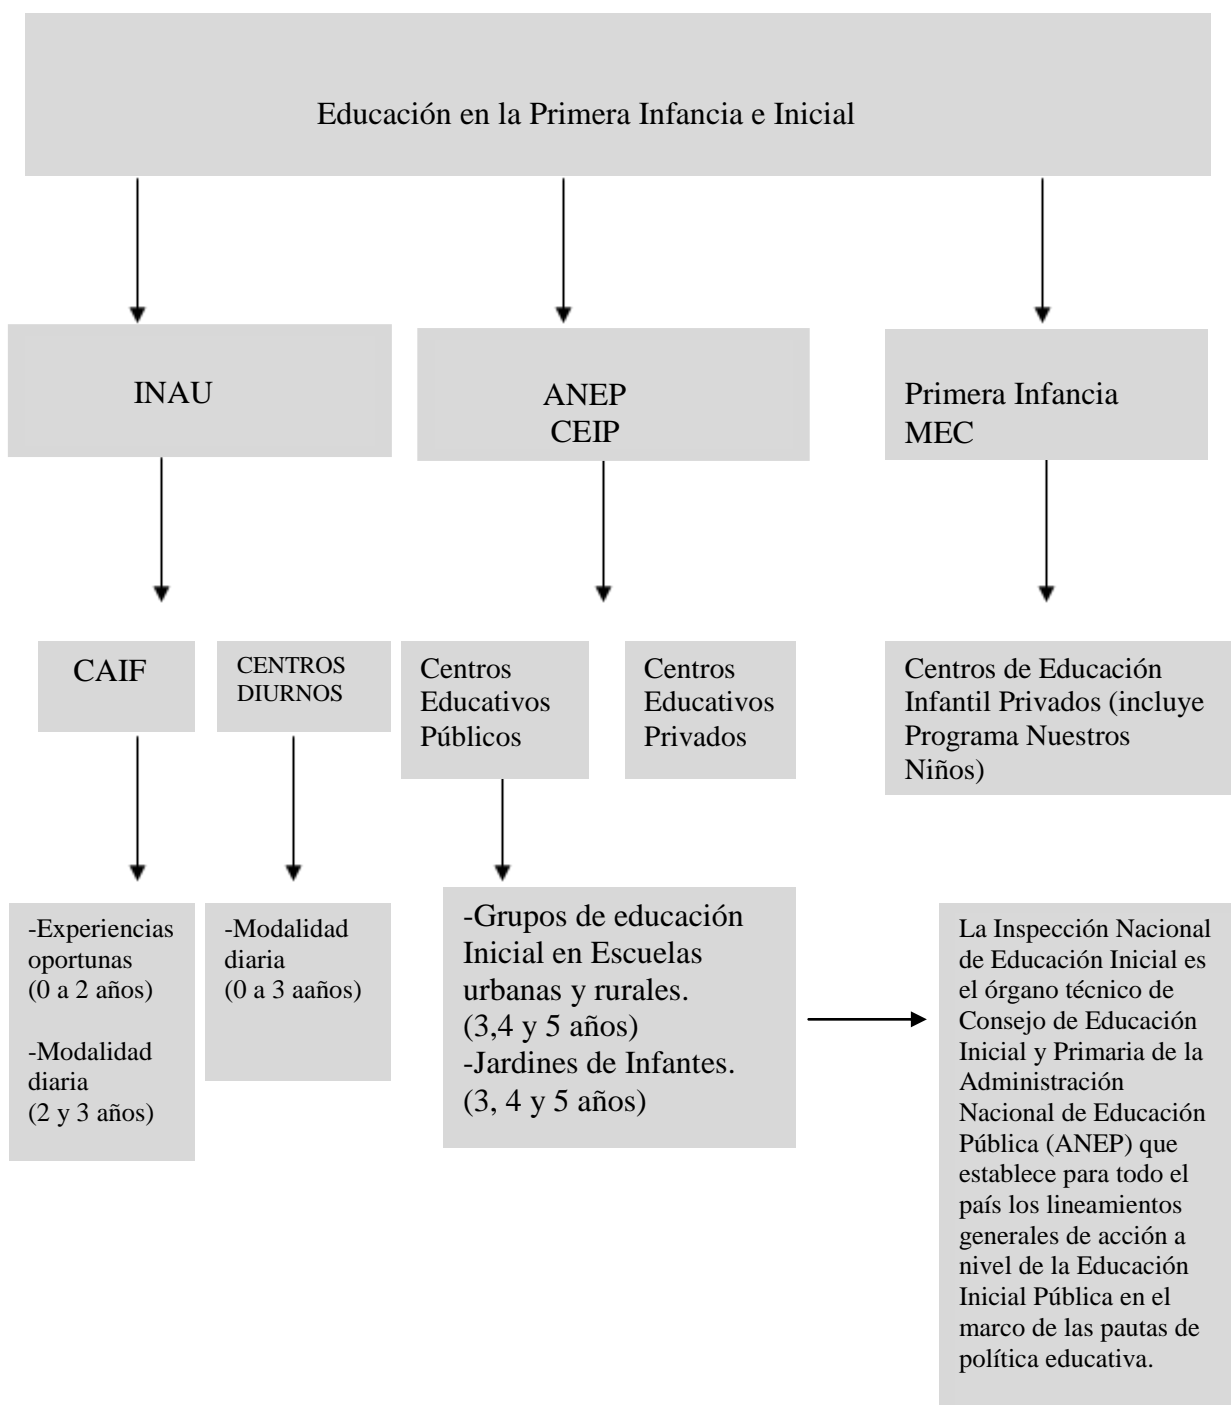 Educación en la Primera Infancia e Inicial
INAU
ANEP
CEIP
Primera Infancia
MEC
CAIF
CENTROS
DIURNOS
Centros
Educativos
Públicos
Centros
Educativos
Privados
Centros de Educación
Infantil Privados (incluye
Programa Nuestros
Niños)
-Experiencias
oportunas
(0 a 2 años)
-Modalidad
diaria
(2 y 3 años)
-Modalidad
diaria
(0 a 3 aaños)
-Grupos de educación
Inicial en Escuelas
urbanas y rurales.
(3,4 y 5 años)
-Jardines de Infantes.
(3, 4 y 5 años)
La Inspección Nacional
de Educación Inicial es
el órgano técnico de
Consejo de Educación
Inicial y Primaria de la
Administración
Nacional de Educación
Pública (ANEP) que
establece para todo el
país los lineamientos
generales de acción a
nivel de la Educación
Inicial Pública en el
marco de las pautas de
política educativa.